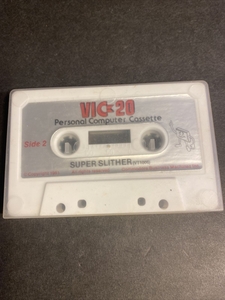 VIC-20
Personal Computer Cassette
Side 2
SUPER SLITHER